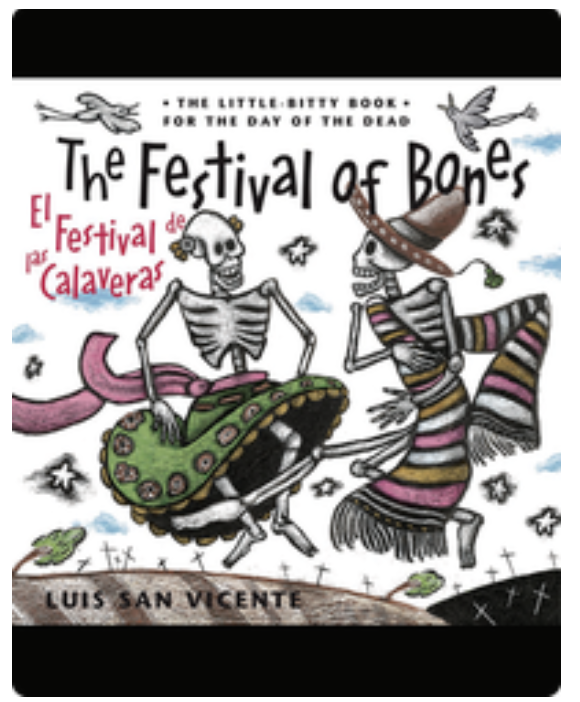 • THE LITTLE-BITTY BOOK •
FOR THE DAY OF THE DEAD
The Festival of Bones
El
Festival de
las
Calaveras
LUIS SAN VICENTE